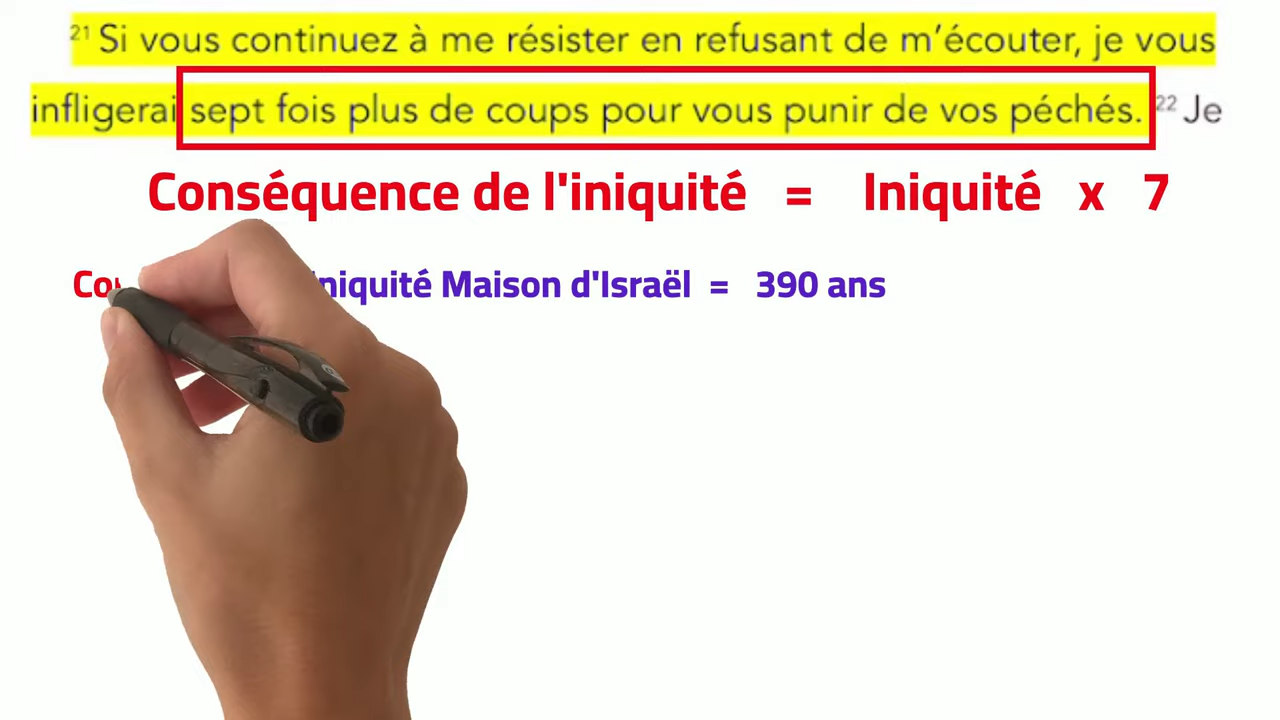 21 Si vous continuez à me résister en refusant de m'écouter, je vous
infligerai sept fois plus de coups pour vous punir de vos péchés. 22 Je
Conséquence de l'iniquité = Iniquité x 7
Iniquité Maison d'Israël = 390 ans